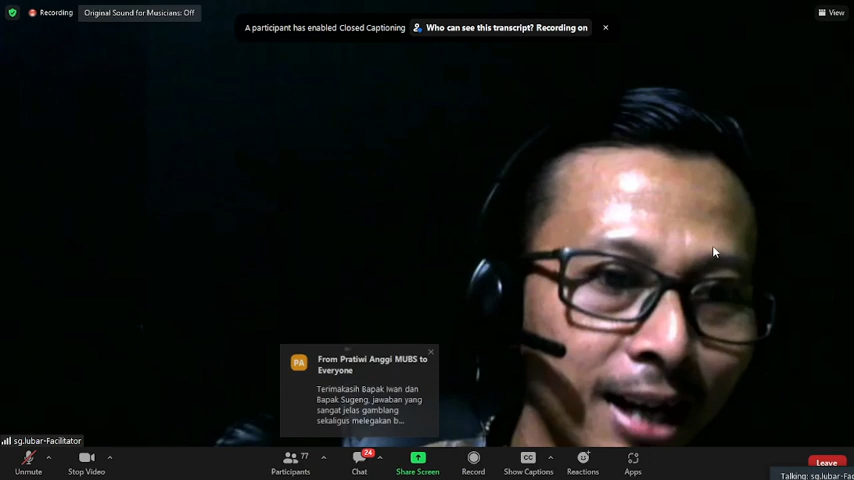 Recording
Original Sound for Musicians: Off
A participant has enabled Closed Captioning
Who can see this transcript? Recording on
View
From Pratiwi Anggi MUBS to
Everyone
PA
Terimakasih Bapak Iwan dan
Bapak Sugeng, jawaban yang
sangat jelas gamblang
sekaligus melegakan b...
sg.lubar-Facilitator
Unmute
Stop Video
77
Participants
24
Chat
Share Screen
Record
CC
Show Captions
Reactions
Apps
Leave
Talking: sg.lubar-Fac